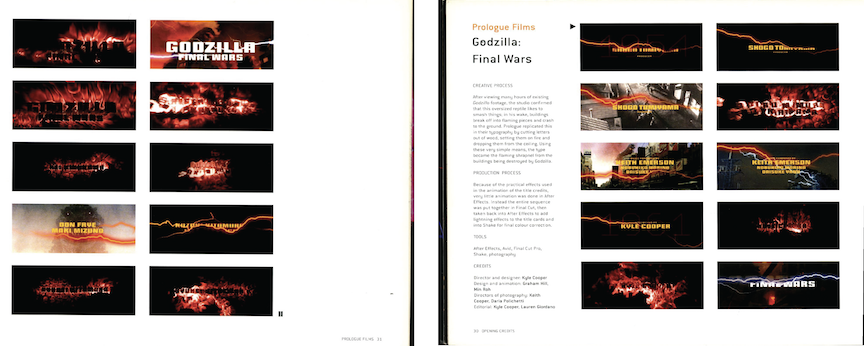 GODZILLA
FINAL WARS
GODZILLA
DON FRYE
MAKI MIZUNO
PROLOGUE FILMS
Prologue Films
Godzilla:
Final Wars
CREATIVE PROCESS
After viewing many hours of existing
Godzilla footage, the studio confirmed
that this oversized reptile likes to
smash things; in his wake, buildings
break off into flaming pieces and crash
to the ground. Prologue replicated this
in their typography by cutting letters
out of wood, setting them on fire and
dropping them from the ceiling. Using
these very simple means, the type
became the flaming shrapnel from the
buildings being destroyed by Godzilla.
PRODUCTION PROCESS
Because of the practical effects used
in the animation of the title credits,
very little animation was done in After
Effects. Instead the entire sequence
was put together in Final Cut, then
taken back into After Effects to add
lightning effects to the title cards and
into Shake for final colour correction.
TOOLS
After Effects, Avid, Final Cut Pro,
Shake, photography
CREDITS
Director and designer: Kyle Cooper
Design and animation: Graham Hill,
Directors of photography: Keith
Cooper,
Editorial: Kyle Cooper, Lauren Giordano
OPENING CREDITS
SHOGO TOMIYAMA
SHOGO TOMIYAMA
SHOGO TOMIYAMA
KEITH EMERSON
KEITH EMERSON
KYLE COOPER
FINAL WARS